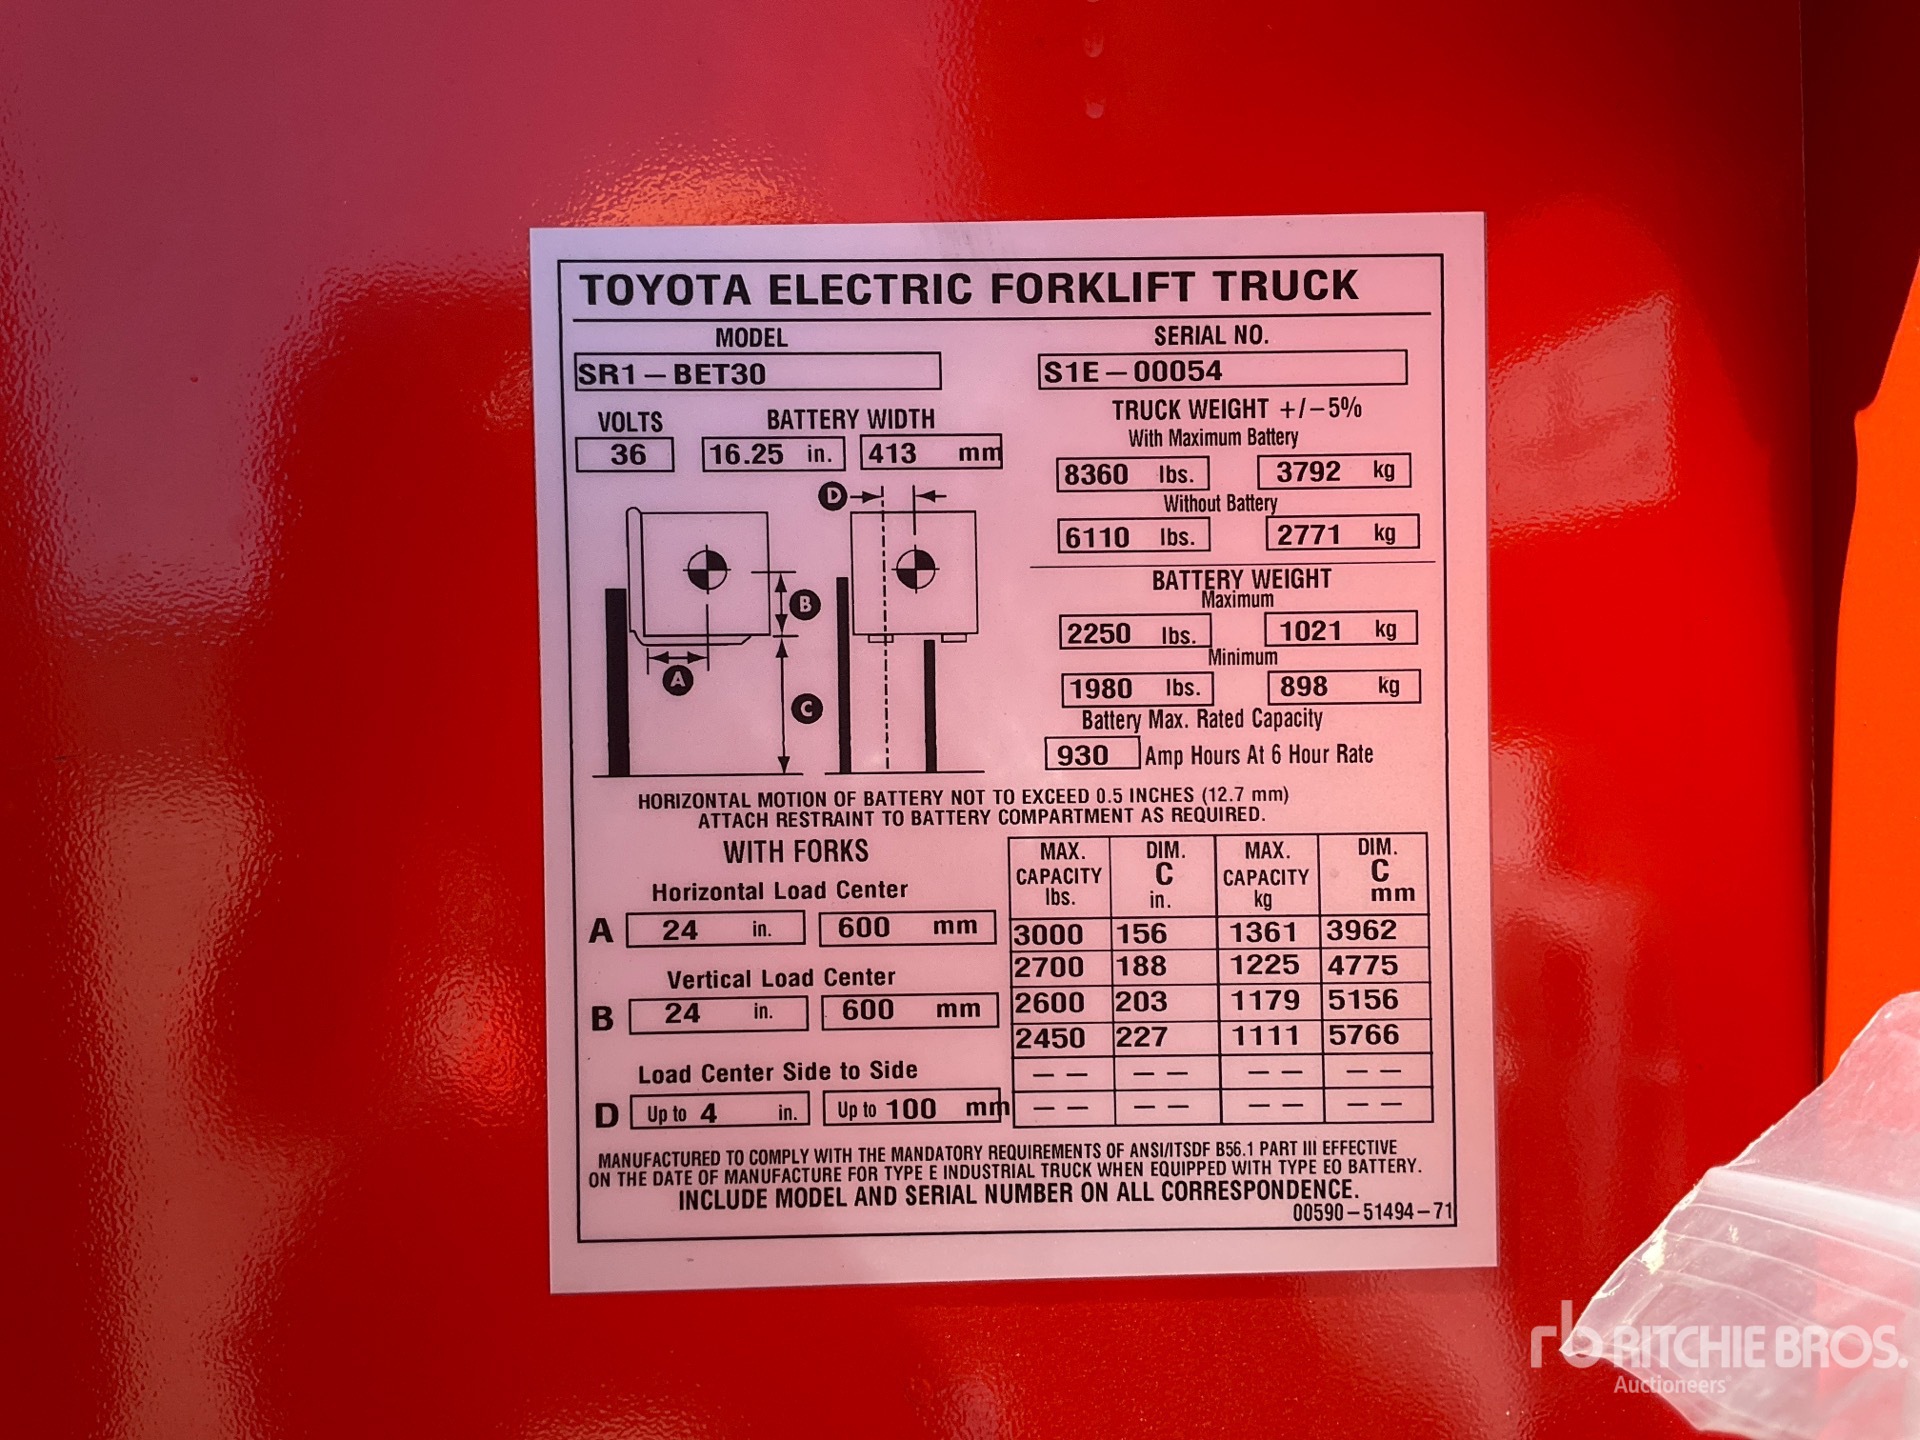 TOYOTA ELECTRIC FORKLIFT TRUCK
MODEL
SR1-BET30
SERIAL NO.
S1E-00054
VOLTS
36
BATTERY WIDTH
16.25 in. 413 mm
TRUCK WEIGHT +/-5%
With Maximum Battery
8360 lbs. 3792 kg
Without Battery
6110 lbs. 2771 kg
D
B
A
C
BATTERY WEIGHT
Maximum
2250 lbs. 1021 kg
Minimum
1980 lbs. 898 kg
Battery Max. Rated Capacity
930 Amp Hours At 6 Hour Rate
HORIZONTAL MOTION OF BATTERY NOT TO EXCEED 0.5 INCHES (12.7 mm)
ATTACH RESTRAINT TO BATTERY COMPARTMENT AS REQUIRED.
WITH FORKS
Horizontal Load Center
A 24 in. 600 mm
Vertical Load Center
B 24 in. 600 mm
Load Center Side to Side
D Up to 4 in. Up to 100 mm
MAX. CAPACITY lbs. DIM. C in. MAX. CAPACITY kg DIM. C mm
3000 156 1361 3962
2700 188 1225 4775
2600 203 1179 5156
2450 227 1111 5766
-- -- -- --
-- -- -- --
MANUFACTURED TO COMPLY WITH THE MANDATORY REQUIREMENTS OF ANSI/ITSDF B56.1 PART III EFFECTIVE
ON THE DATE OF MANUFACTURE FOR TYPE E INDUSTRIAL TRUCK WHEN EQUIPPED WITH TYPE EO BATTERY.
INCLUDE MODEL AND SERIAL NUMBER ON ALL CORRESPONDENCE.
00590-51494-71
rb RITCHIE BROS.
Auctioneers